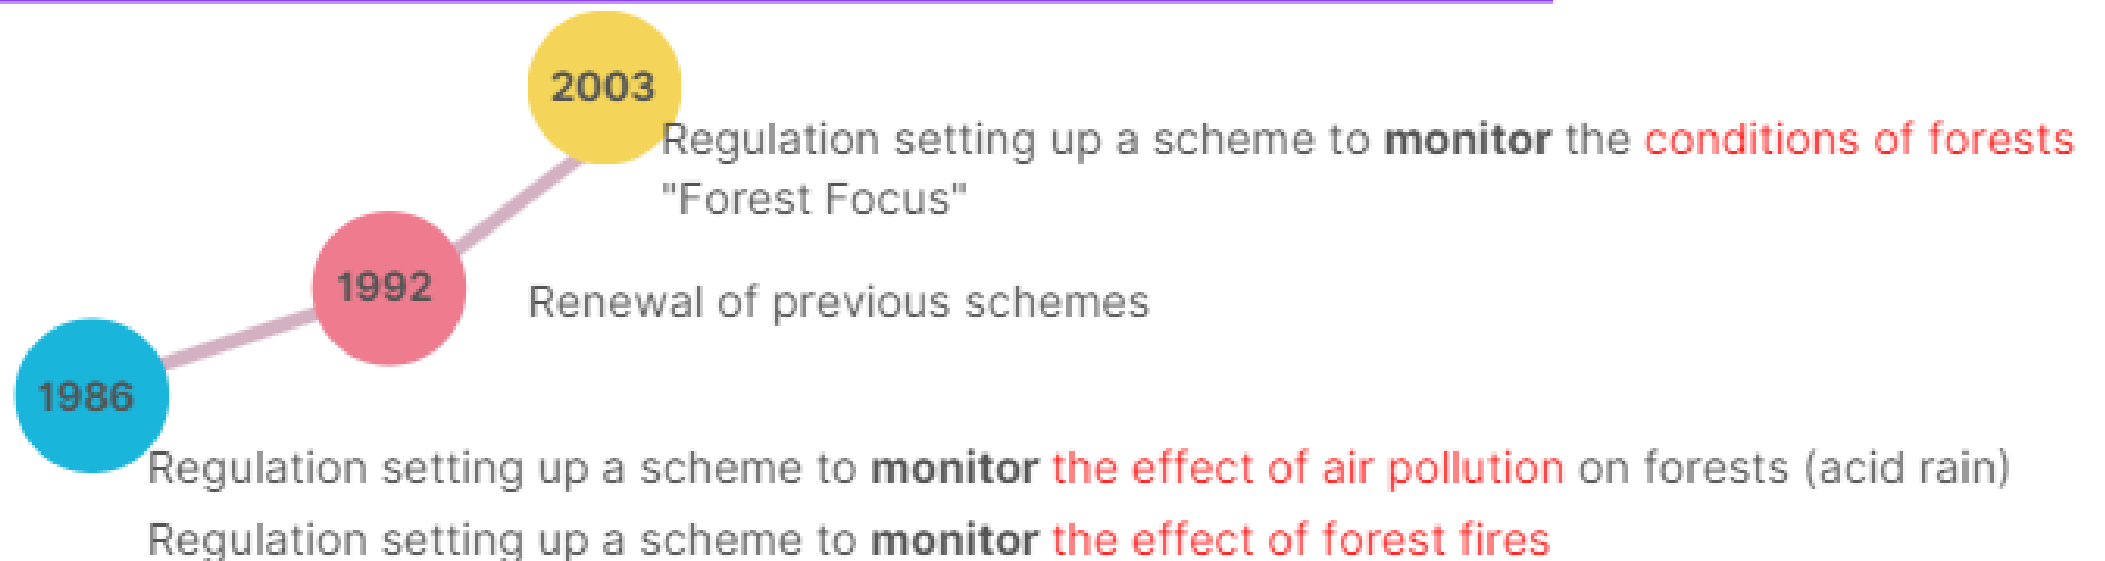 2003
Regulation setting up a scheme to monitor the conditions of forests
"Forest Focus"
1992
Renewal of previous schemes
1986
Regulation setting up a scheme to monitor the effect of air pollution on forests (acid rain)
Regulation setting up a scheme to monitor the effect of forest fires